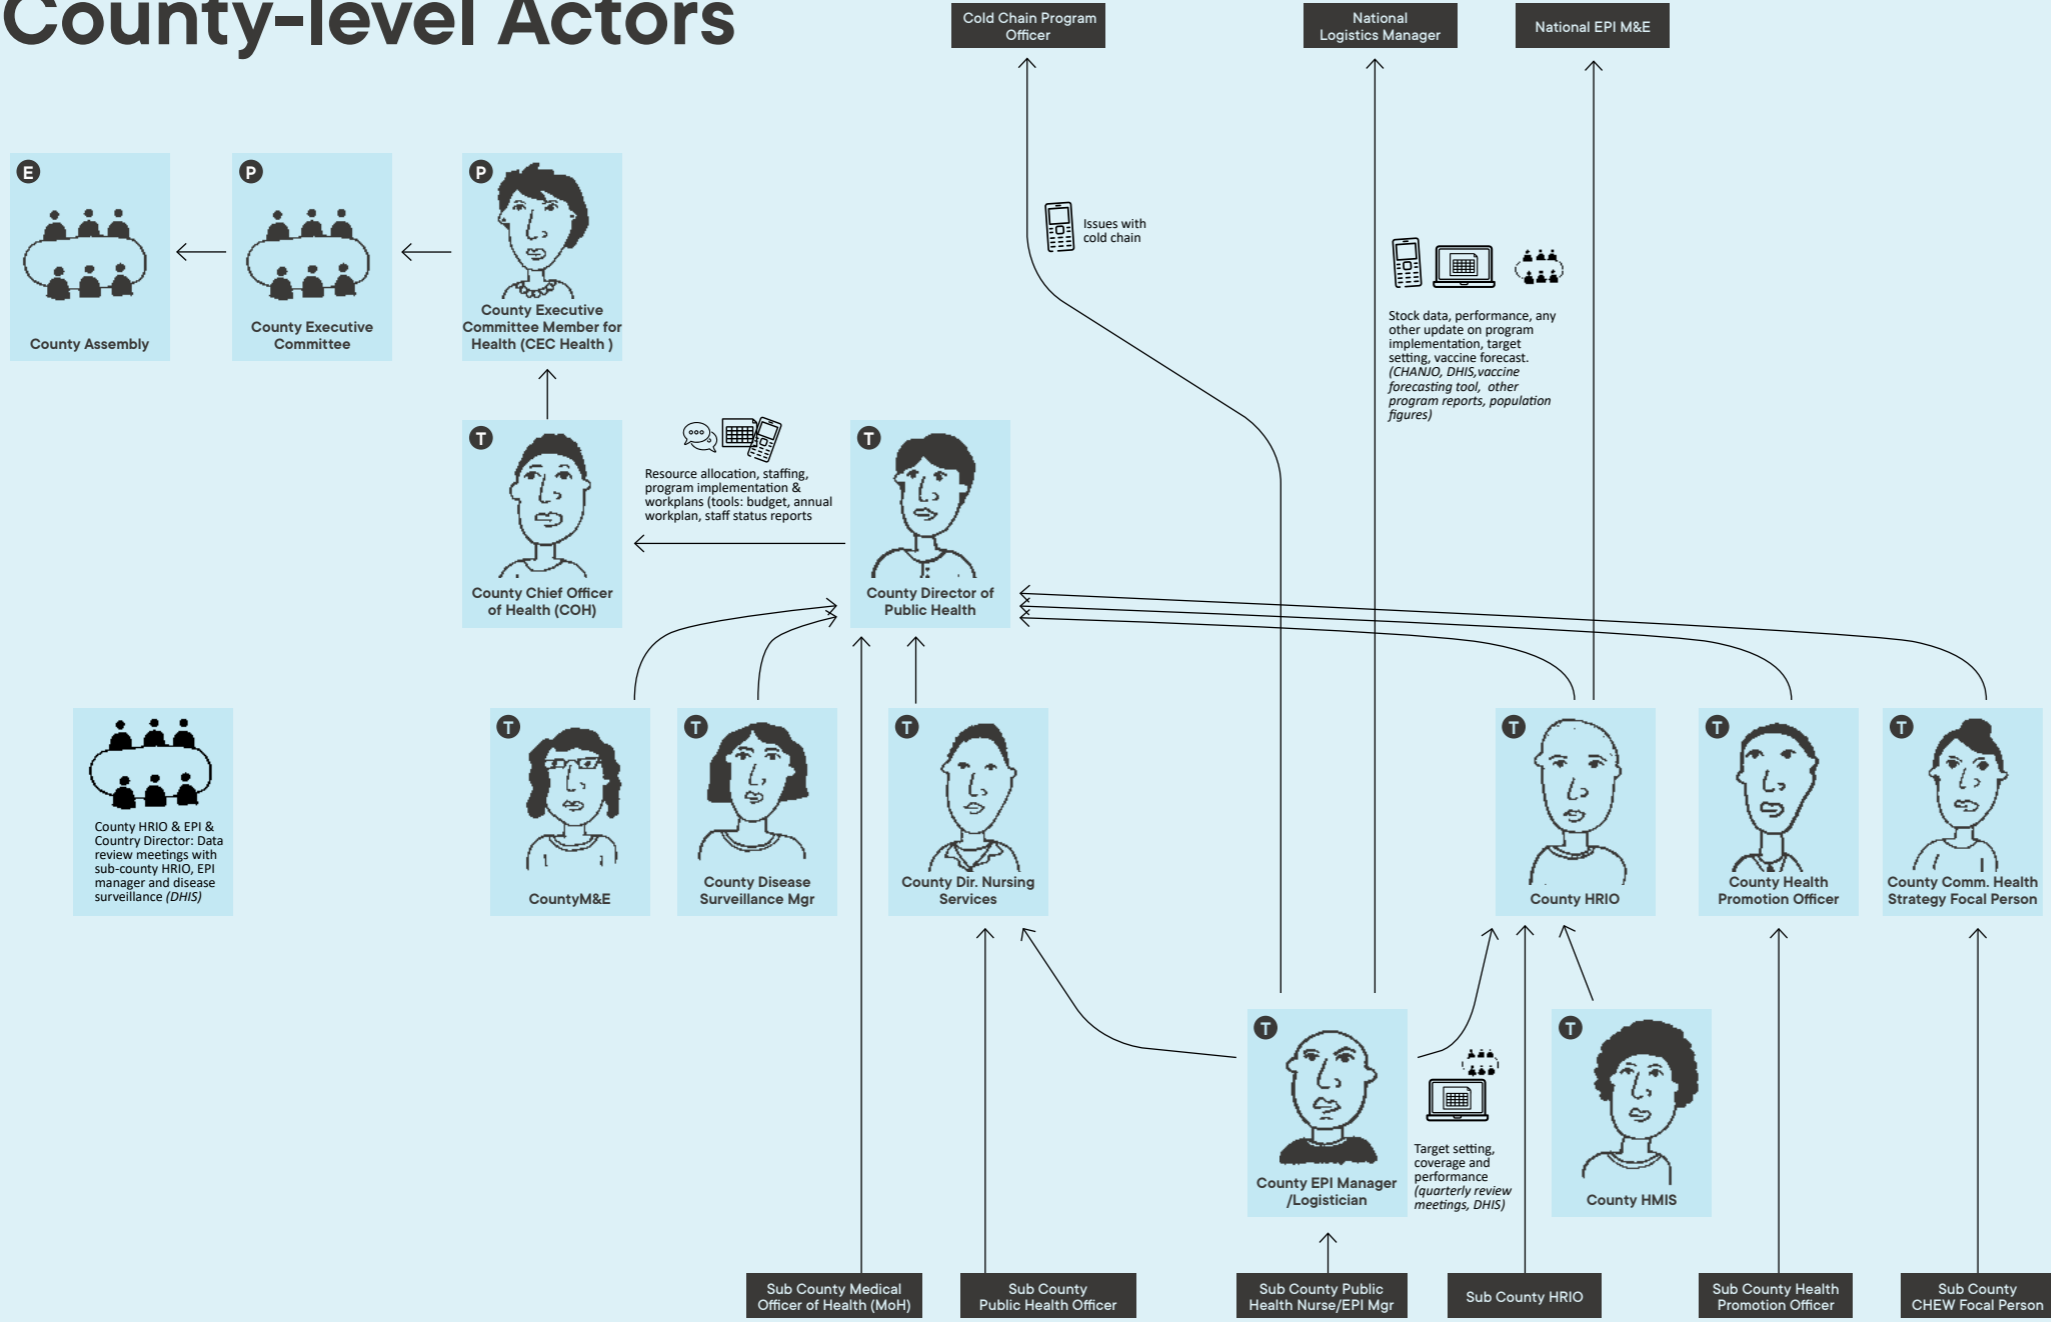 County-level Actors
Cold Chain Program
Officer
National
Logistics Manager
National EPI M&E
E
County Assembly
P
County Executive
Committee
P
County Executive
Committee Member for
Health (CEC Health )
Issues with
cold chain
Stock data, performance, any
other update on program
implementation, target
setting, vaccine forecast.
(CHANJO, DHIS,vaccine
forecasting tool, other
program reports, population
figures)
T
County Chief Officer
of Health (COH)
Resource allocation, staffing,
program implementation &
workplans (tools: budget, annual
workplan, staff status reports
T
County Director of
Public Health
County HRIO & EPI &
Country Director: Data
review meetings with
sub-county HRIO, EPI
manager and disease
surveillance (DHIS)
T
CountyM&E
T
County Disease
Surveillance Mgr
T
County Dir. Nursing
Services
T
County HRIO
T
County Health
Promotion Officer
T
County Comm. Health
Strategy Focal Person
T
County EPI Manager
/Logistician
Target setting,
coverage and
performance
(quarterly review
meetings, DHIS)
T
County HMIS
Sub County Medical
Officer of Health (MoH)
Sub County
Public Health Officer
Sub County Public
Health Nurse/EPI Mgr
Sub County HRIO
Sub County Health
Promotion Officer
Sub County
CHEW Focal Person